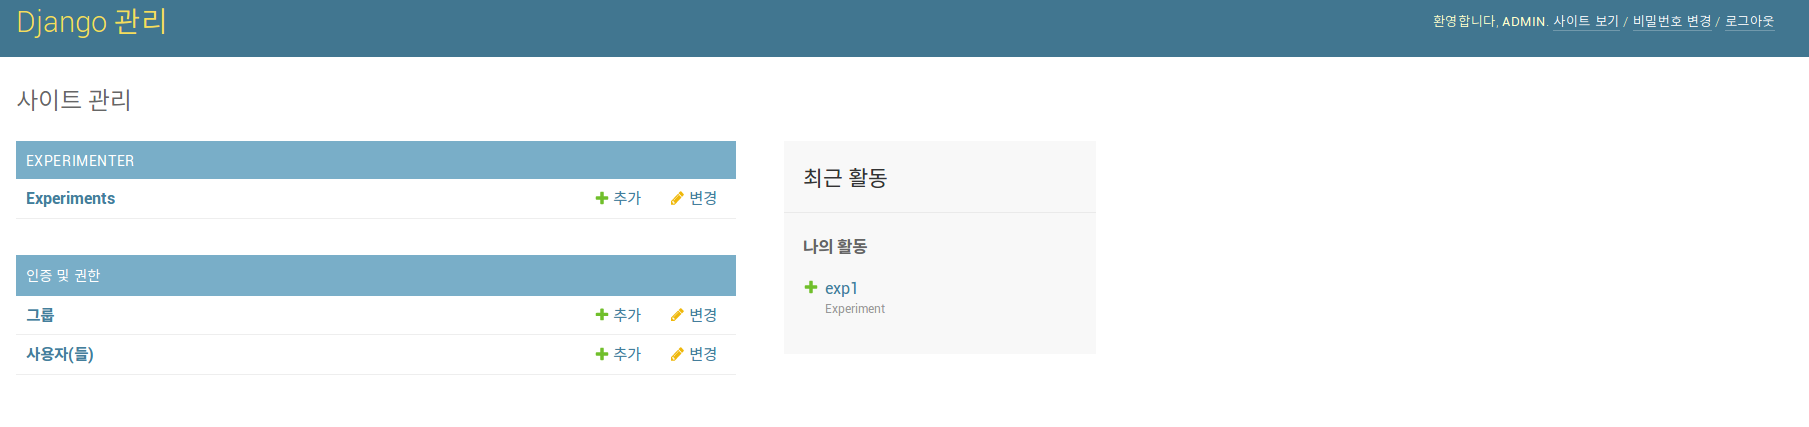 Django 관리
환영합니다, ADMIN. 사이트 보기 / 비밀번호 변경 / 로그아웃
사이트 관리
EXPERIMENTER
Experiments 추가 변경
인증 및 권한
그룹 추가 변경
사용자(들) 추가 변경
최근 활동
나의 활동
exp1
Experiment